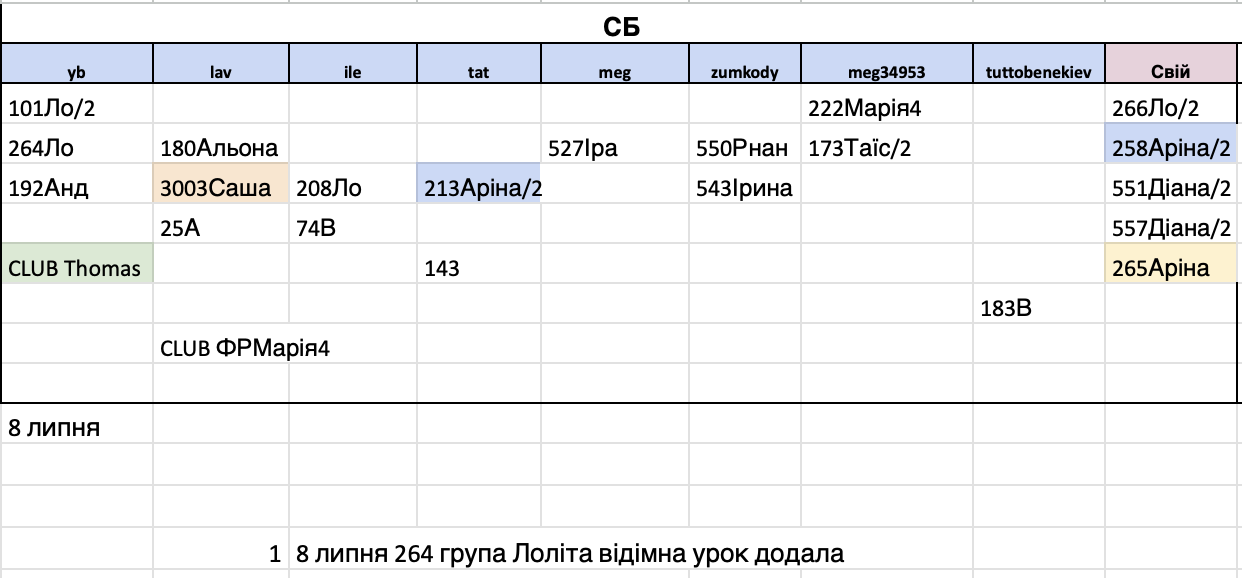 СБ
yb lav ile tat meg zumkody meg34953 tuttobenekiev Свій
101Ло/2 222Марія4 266Ло/2
264Ло 180Альона 527Іра 550Рнан 173Таїс/2 258Аріна/2
192Анд 3003Саша 208Ло 213Аріна/2 543Ірина 551Діана/2
25А 74В 557Діана/2
CLUB Thomas 143 265Аріна
183В
CLUB ФРМарія4
8 липня
1 8 липня 264 група Лоліта відімна урок додала